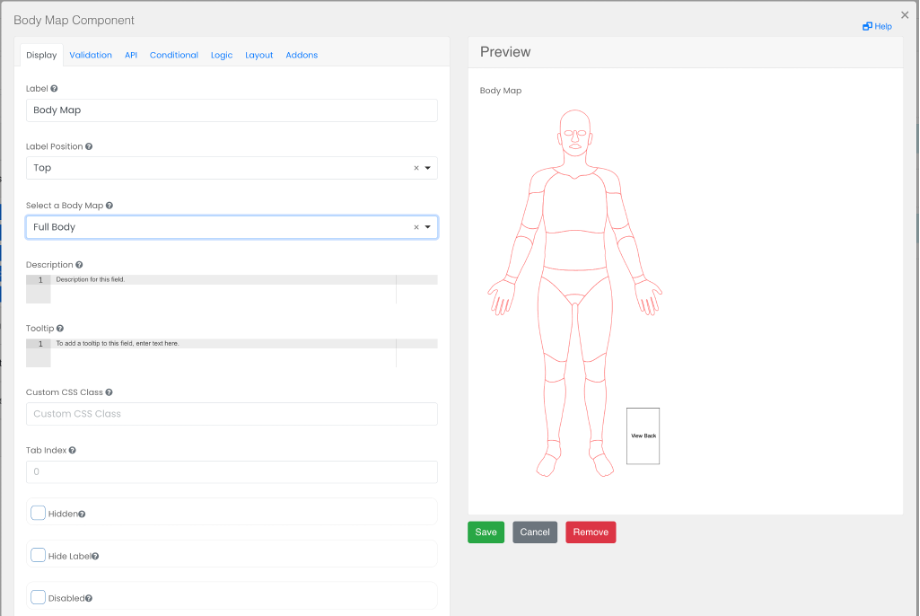 Body Map Component
Help
Display Validation API Conditional Logic Layout Addons
Label
Body Map
Label Position
Top
Select a Body Map
Full Body
Description
1 Description for this field.
Tooltip
1 To add a tooltip to this field, enter text here.
Custom CSS Class
Custom CSS Class
Tab Index
0
Hidden
Hide Label
Disabled
Preview
Body Map
View Back
Save Cancel Remove